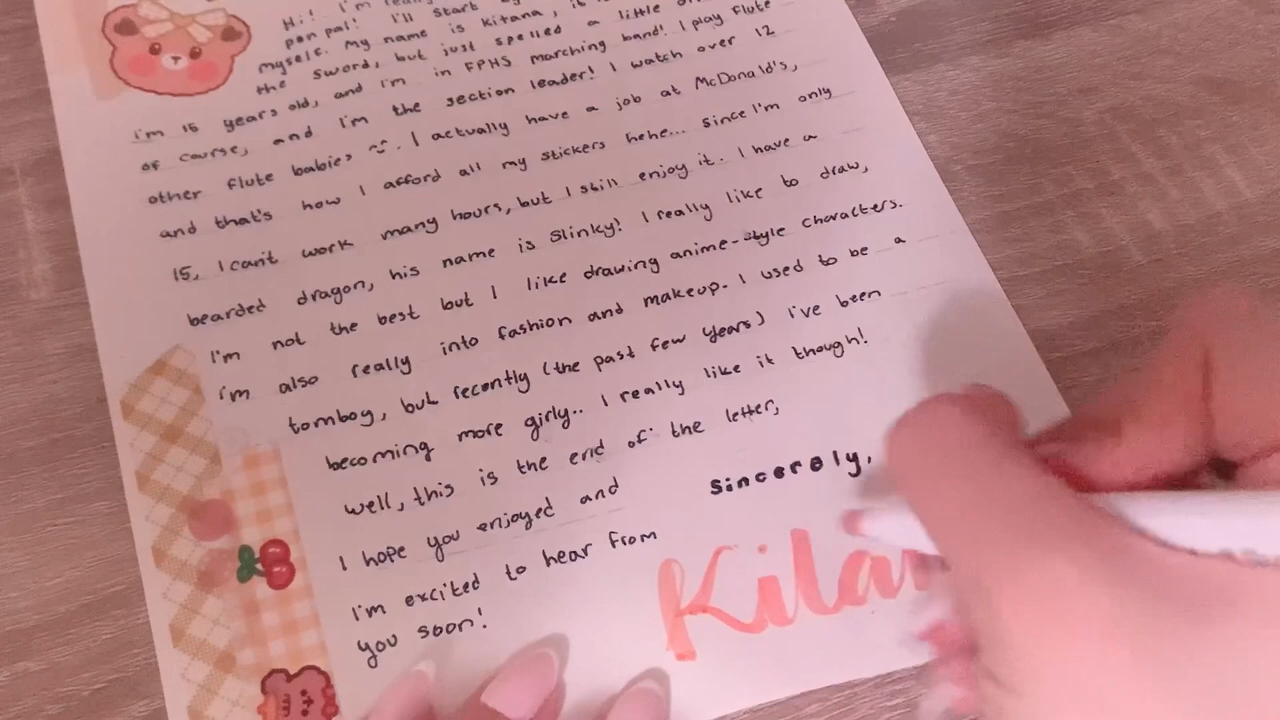 Hi! I'm
pen pal! I'll start
myself. My name is Kitana,
the sword, but just spelled a little
i'm 15 years old, and i'm in FPHS marching band! I play flute
of course, and i'm the section leader! I watch over 12
other flute babies . I actually have a job at McDonald's,
and that's how I afford all my stickers hehe... since I'm only
15, I can't work many hours, but I still enjoy it. I have a
bearded dragon, his name is Slinky! I really like to draw,
I'm not the best but I like drawing anime-style characters.
i'm also really into fashion and makeup. I used to be a
tomboy, but recently (the past few years) i've been
becoming more girly.. I really like it though!
well, this is the end of the letter,
I hope you enjoyed and
I'm excited to hear from
you soon!
Sincerely,
Kita